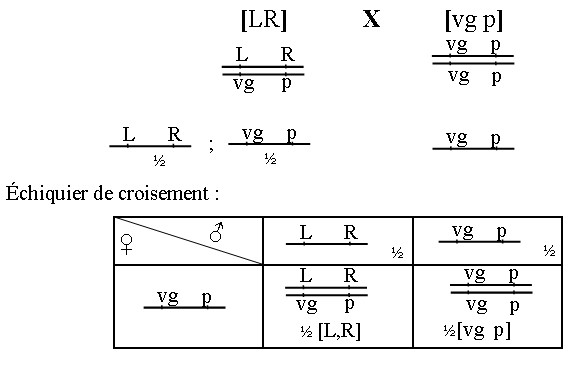 [LR] X [vg p]
L R vg p
vg p vg p
L R ; vg p vg p
½ ½
Échiquier de croisement :
♀ ♂ L R ½ vg p ½
vg p L R vg p
vg p vg p
½ [L,R] ½[vg p]